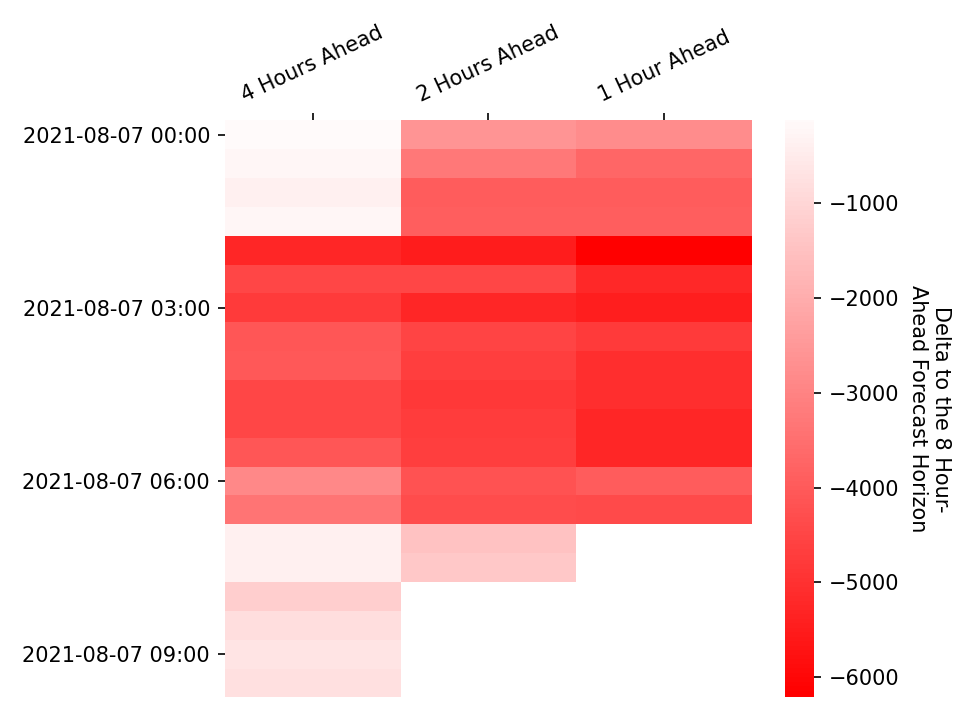 4 Hours Ahead
2 Hours Ahead
1 Hour Ahead
2021-08-07 00:00
2021-08-07 03:00
2021-08-07 06:00
2021-08-07 09:00
−1000
−2000
−3000
−4000
−5000
−6000
Delta to the 8 Hour-
Ahead Forecast Horizon